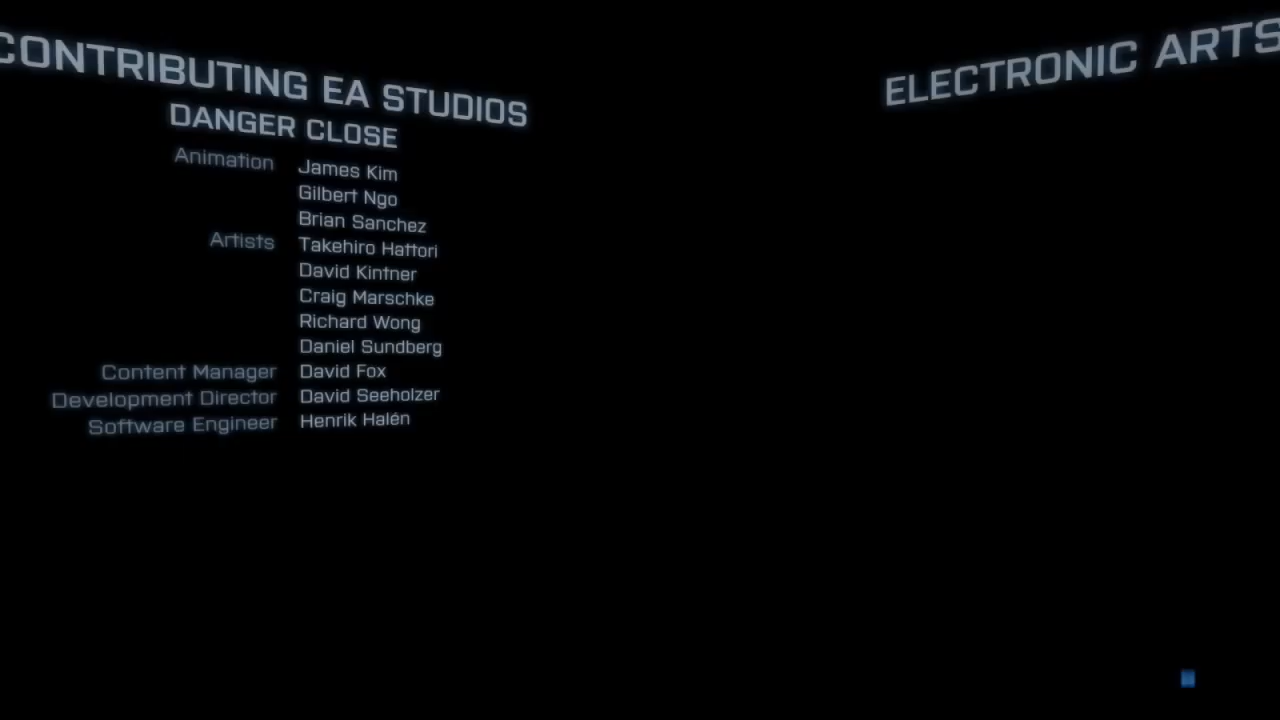 CONTRIBUTING EA STUDIOS
DANGER CLOSE
Animation James Kim
Gilbert Ngo
Brian Sanchez
Artists Takehiro Hattori
David Kintner
Craig Marschke
Richard Wong
Daniel Sundberg
Content Manager David Fox
Development Director David Seeholzer
Software Engineer Henrik Halén
ELECTRONIC ARTS